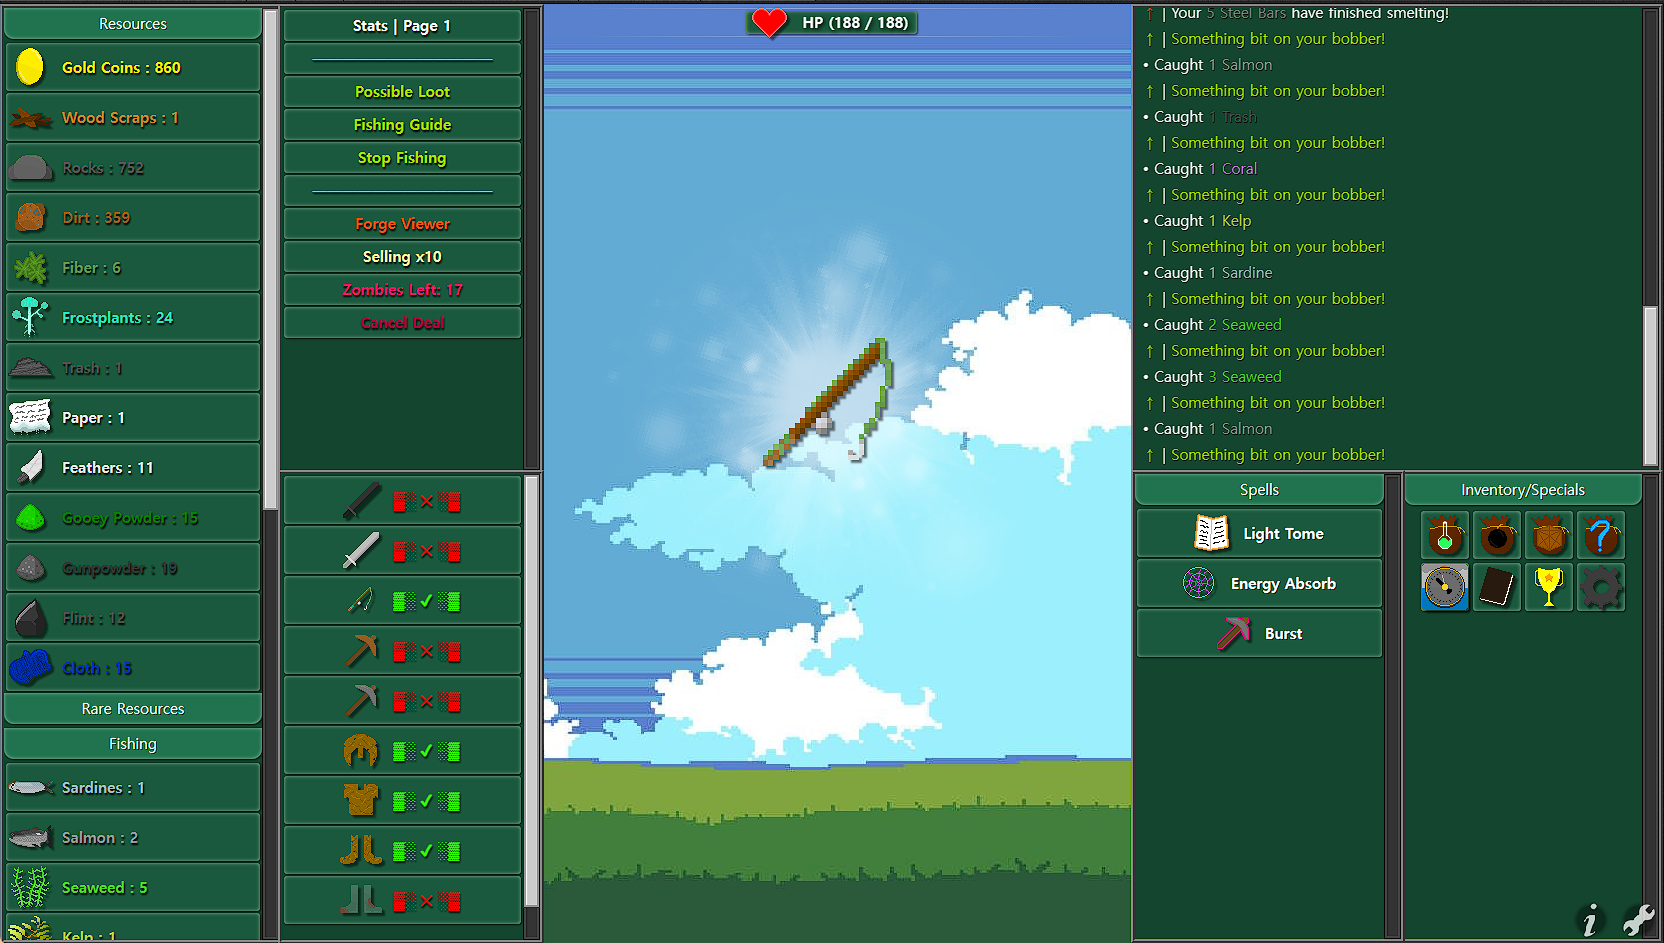 Resources
Gold Coins : 860
Wood Scraps : 1
Rocks : 752
Dirt : 359
Fiber : 6
Frostplants : 24
Trash : 1
Paper : 1
Feathers : 11
Gooey Powder : 15
Gunpowder : 19
Flint : 12
Cloth : 15
Rare Resources
Fishing
Sardines : 1
Salmon : 2
Seaweed : 5
Kelp : 1
Stats | Page 1
Possible Loot
Fishing Guide
Stop Fishing
Forge Viewer
Selling x10
Zombies Left: 17
Cancel Deal
HP (188 / 188)
↑ | Your 5 Steel Bars have finished smelting!
↑ | Something bit on your bobber!
• Caught 1 Salmon
↑ | Something bit on your bobber!
• Caught 1 Trash
↑ | Something bit on your bobber!
• Caught 1 Coral
↑ | Something bit on your bobber!
• Caught 1 Kelp
↑ | Something bit on your bobber!
• Caught 1 Sardine
↑ | Something bit on your bobber!
• Caught 2 Seaweed
↑ | Something bit on your bobber!
• Caught 3 Seaweed
↑ | Something bit on your bobber!
• Caught 1 Salmon
↑ | Something bit on your bobber!
Spells
Light Tome
Energy Absorb
Burst
Inventory/Specials